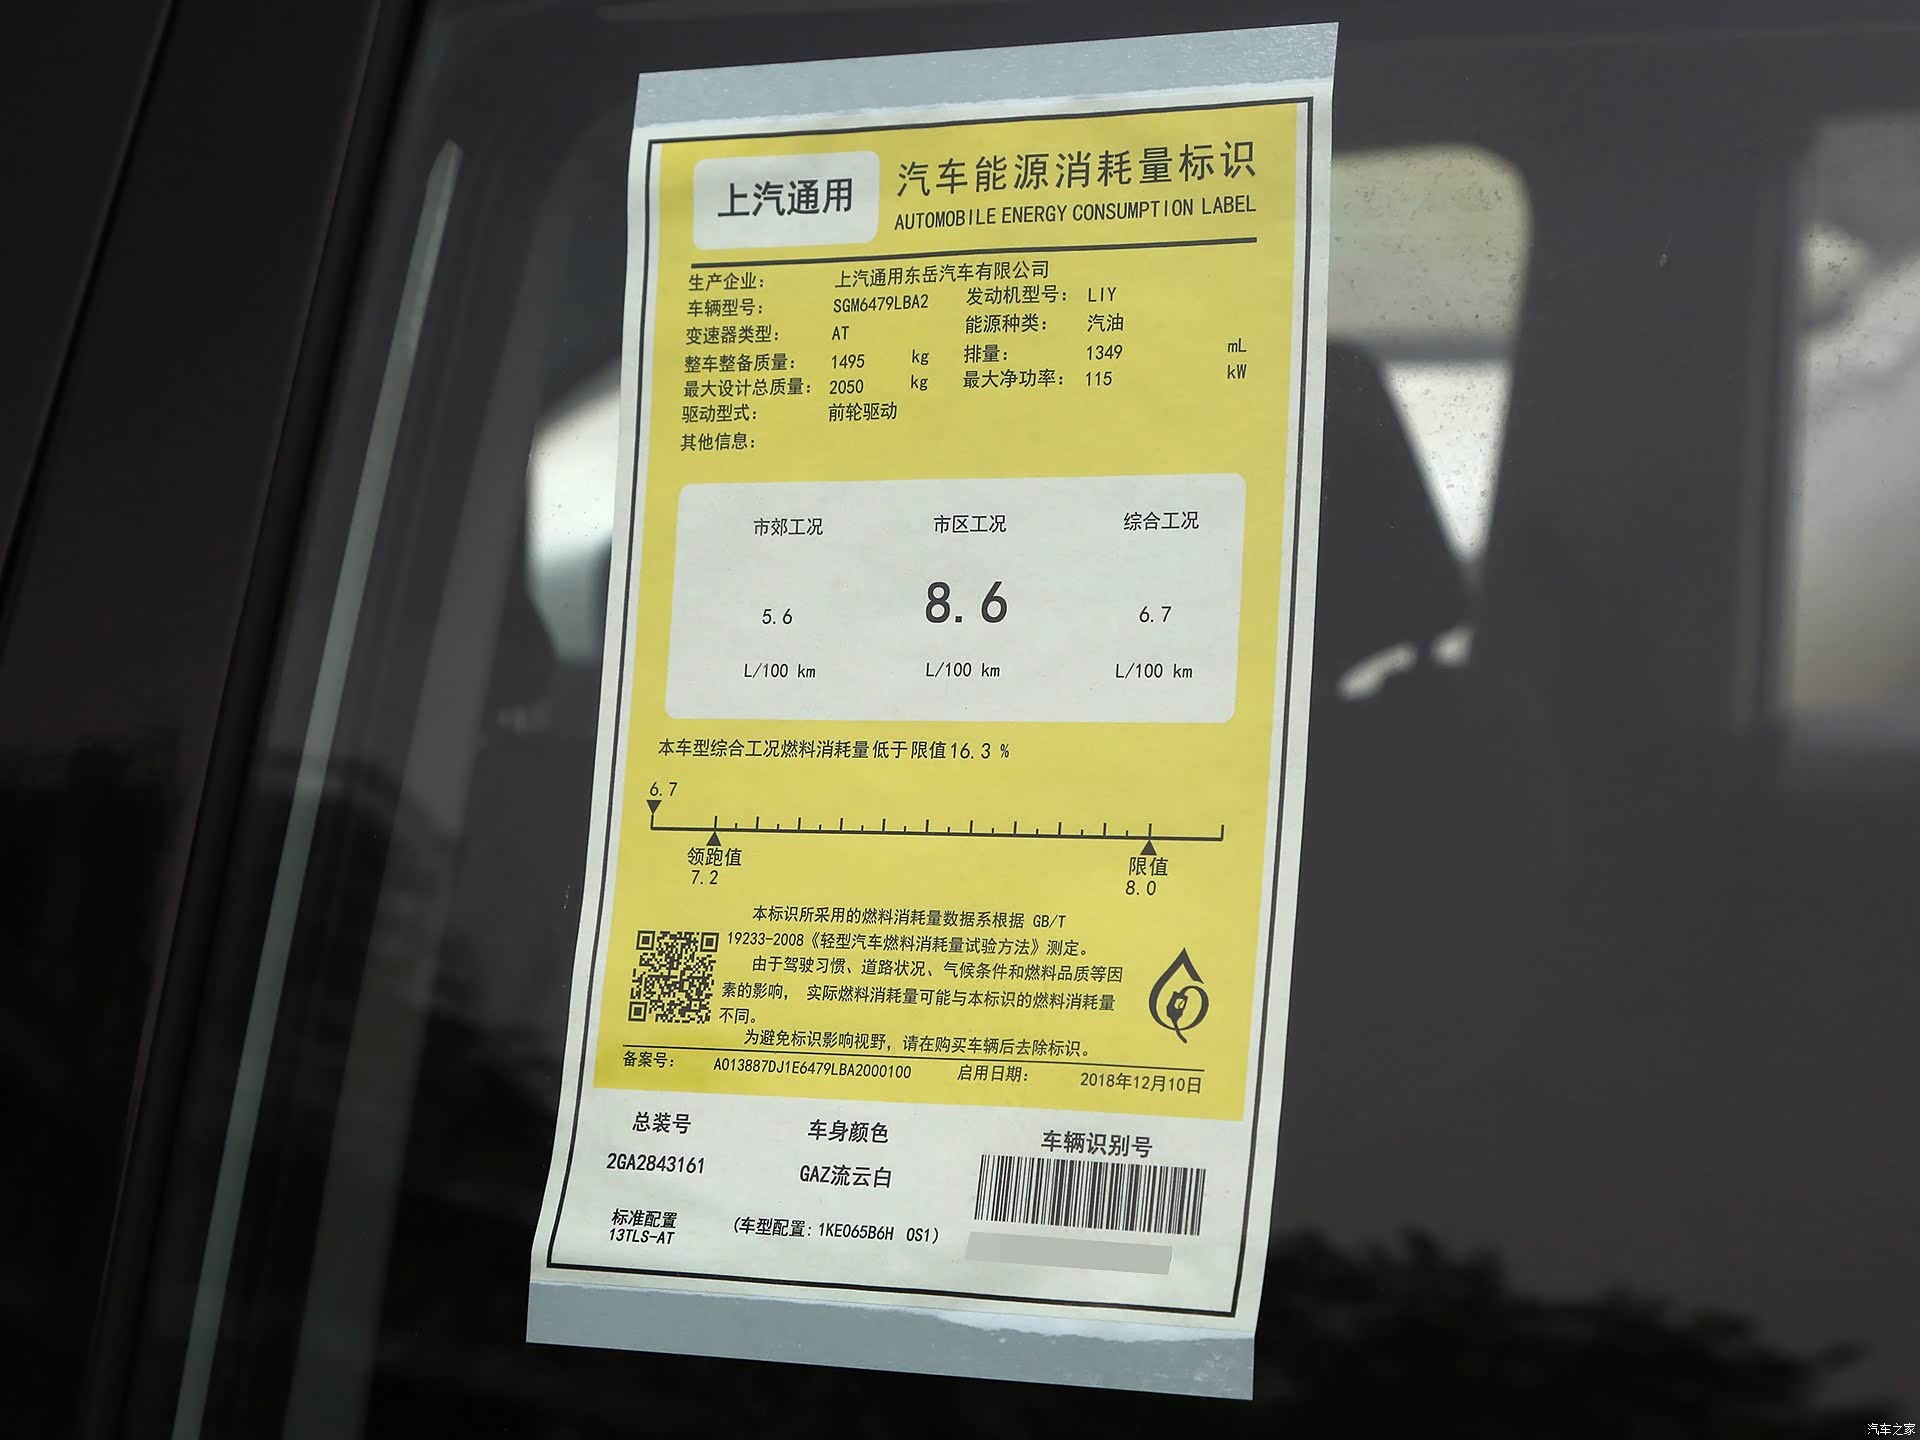 上汽通用
汽车能源消耗量标识
AUTOMOBILE ENERGY CONSUMPTION LABEL
生产企业： 上汽通用东岳汽车有限公司
车辆型号： SGM6479LBA2 发动机型号： LIY
变速器类型： AT 能源种类： 汽油
整车整备质量： 1495 kg 排量： 1349 mL
最大设计总质量： 2050 kg 最大净功率： 115 kW
驱动型式： 前轮驱动
其他信息：
市郊工况 市区工况 综合工况
5.6 8.6 6.7
L/100 km L/100 km L/100 km
本车型综合工况燃料消耗量低于限值16.3 %
6.7
领跑值 限值
7.2 8.0
本标识所采用的燃料消耗量数据系根据 GB/T
19233-2008《轻型汽车燃料消耗量试验方法》测定。
由于驾驶习惯、道路状况、气候条件和燃料品质等因
素的影响， 实际燃料消耗量可能与本标识的燃料消耗量
不同。
为避免标识影响视野，请在购买车辆后去除标识。
备案号： A013887DJ1E6479LBA2000100 启用日期： 2018年12月10日
总装号 车身颜色 车辆识别号
2GA2843161 GAZ流云白
标准配置 (车型配置：1KE065B6H 0S1)
13TLS-AT
汽车之家